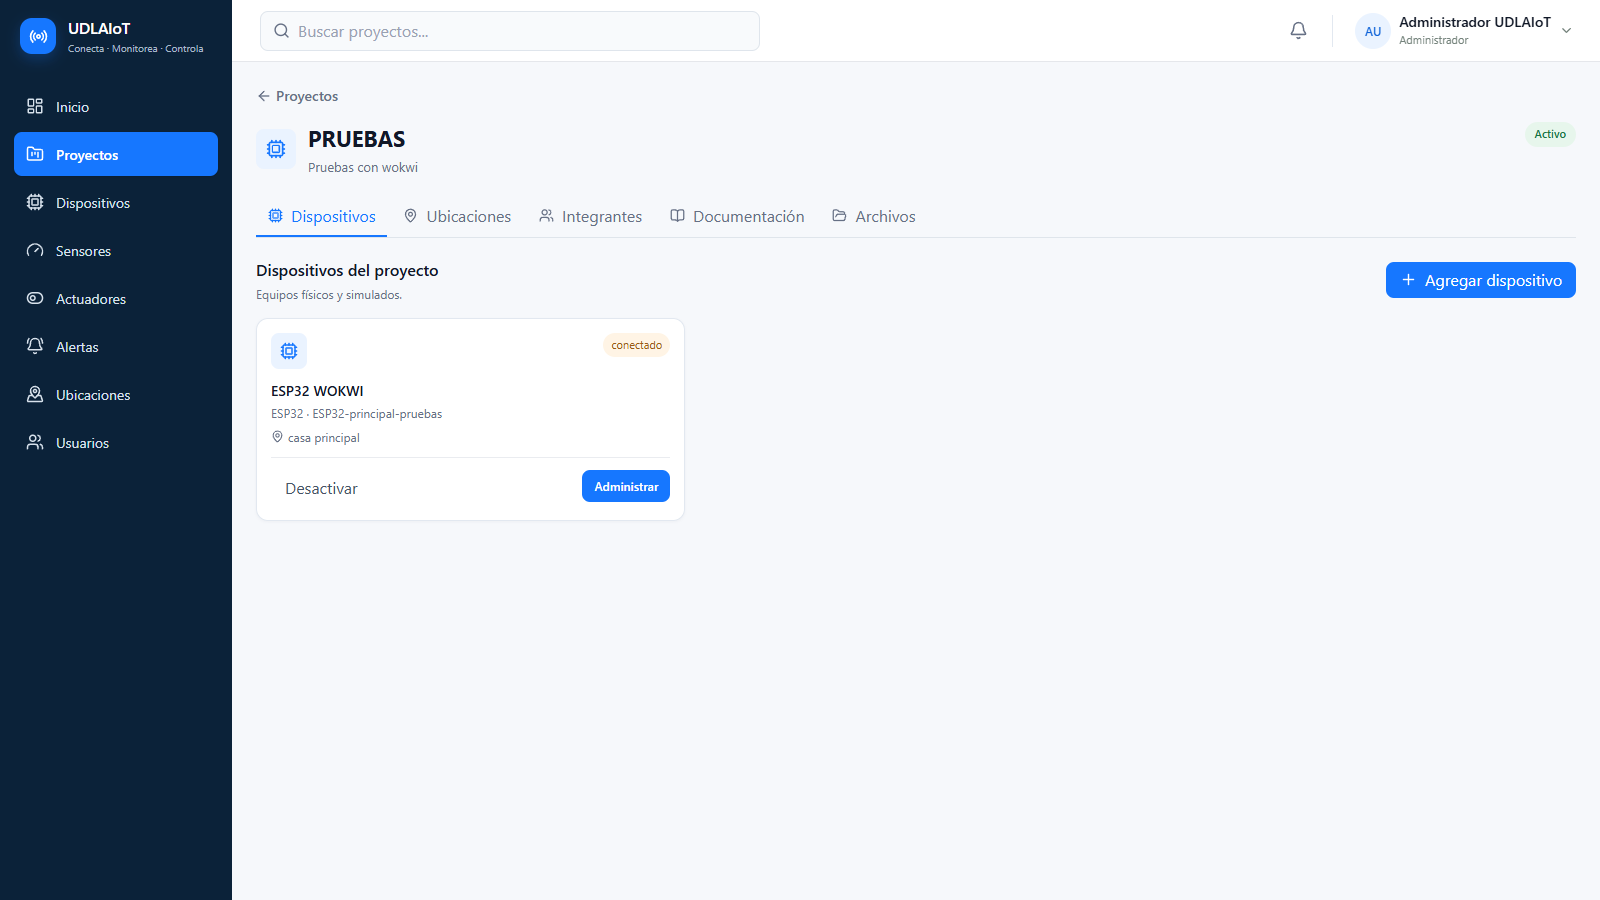 UDLAIoT
Conecta · Monitorea · Controla
Inicio
Proyectos
Dispositivos
Sensores
Actuadores
Alertas
Ubicaciones
Usuarios
Buscar proyectos...
AU
Administrador UDLAIoT
Administrador
Proyectos
PRUEBAS
Pruebas con wokwi
Activo
Dispositivos
Ubicaciones
Integrantes
Documentación
Archivos
Dispositivos del proyecto
Equipos físicos y simulados.
Agregar dispositivo
conectado
ESP32 WOKWI
ESP32 · ESP32-principal-pruebas
casa principal
Desactivar
Administrar